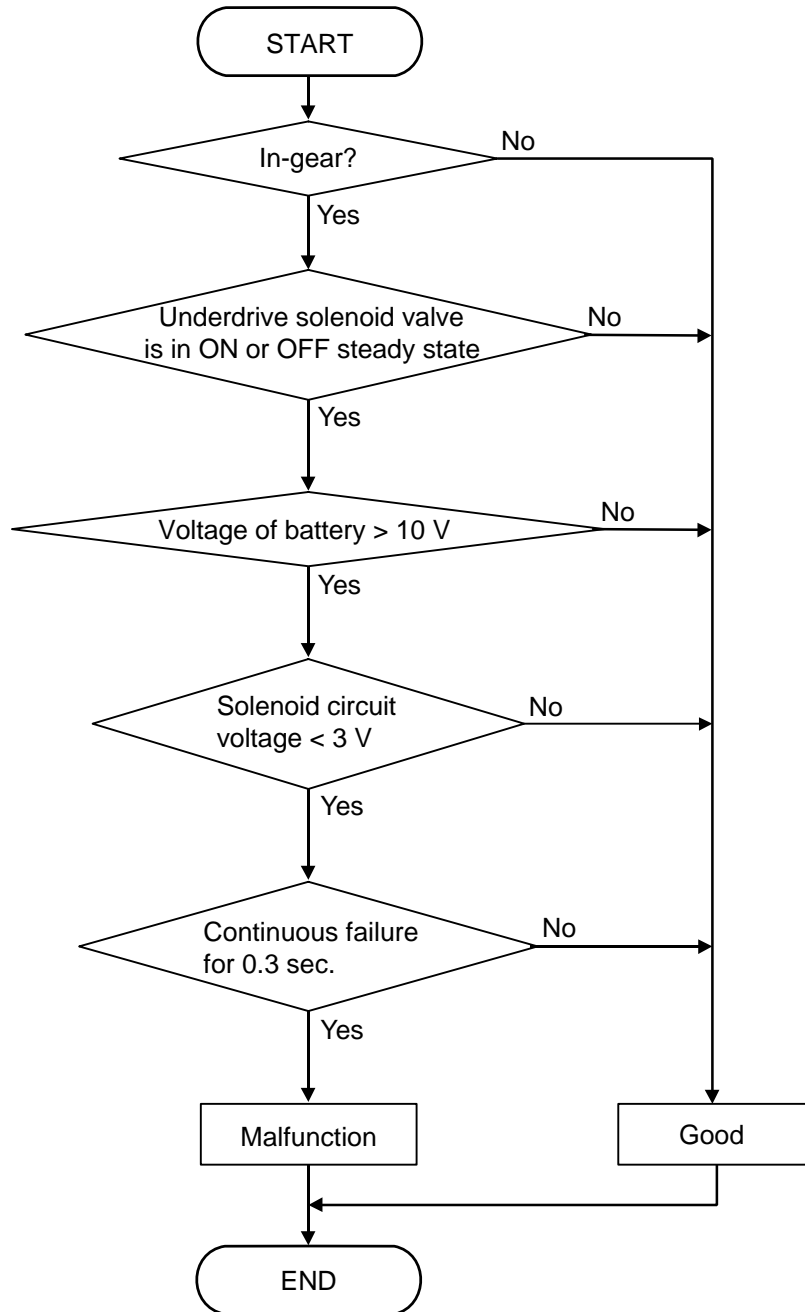 START
In-gear?
No
Yes
Underdrive solenoid valve
is in ON or OFF steady state
No
Yes
Voltage of battery > 10 V
No
Yes
Solenoid circuit
voltage < 3 V
No
Yes
Continuous failure
for 0.3 sec.
No
Yes
Malfunction
Good
END